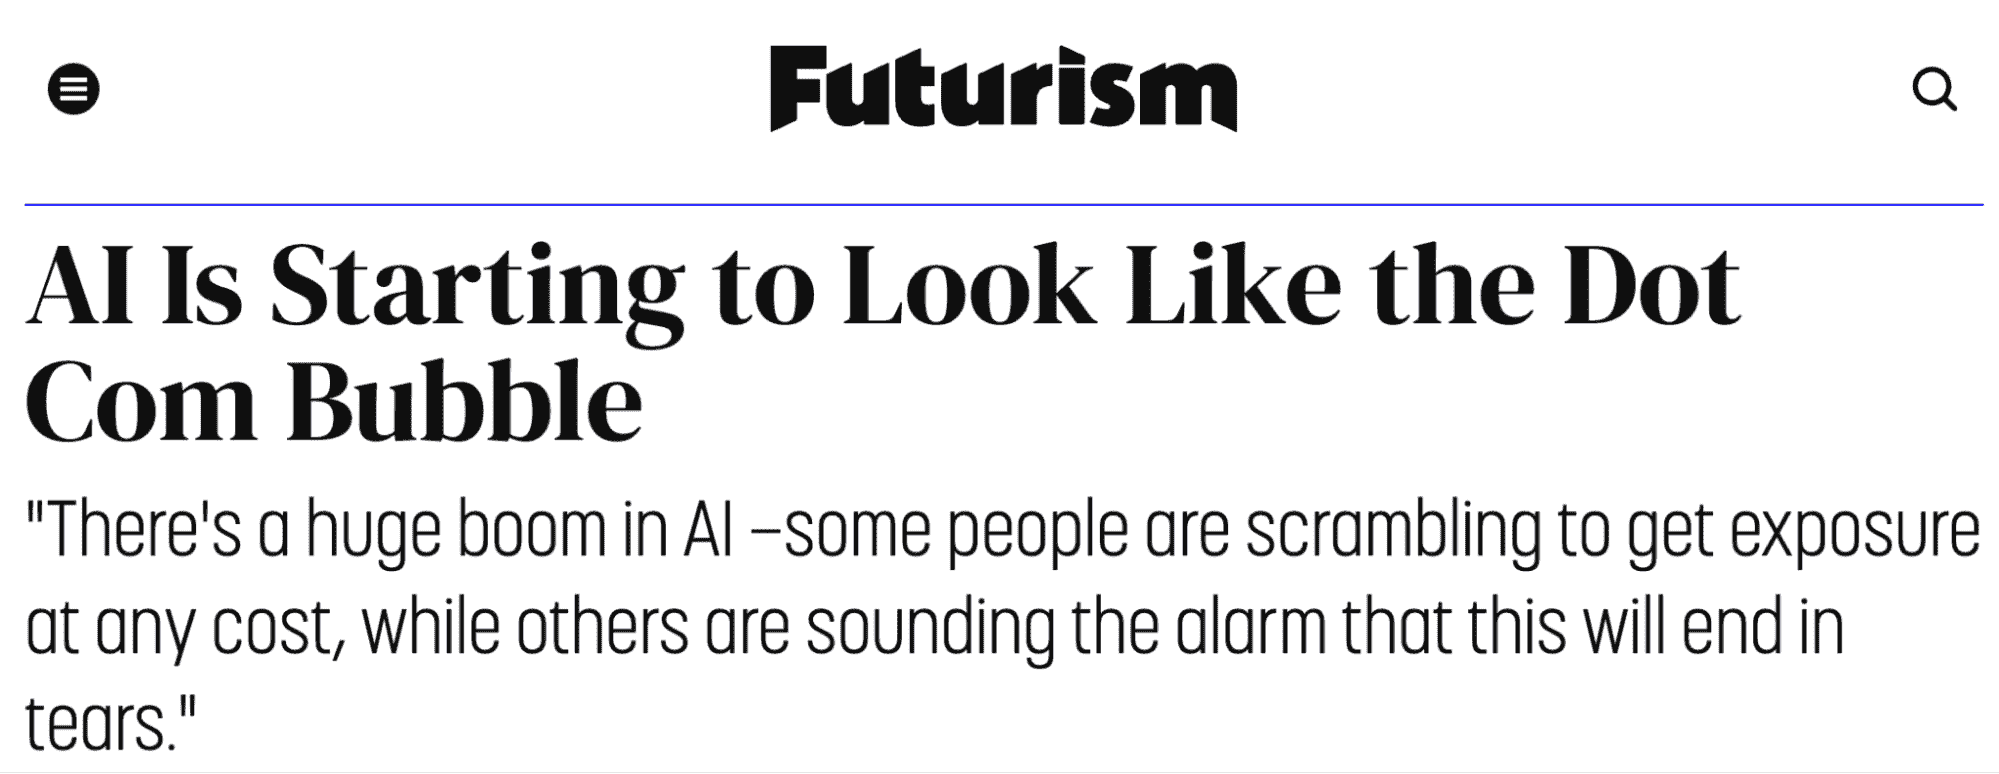 Futurism
AI Is Starting to Look Like the Dot
Com Bubble
"There's a huge boom in AI –some people are scrambling to get exposure
at any cost, while others are sounding the alarm that this will end in
tears."